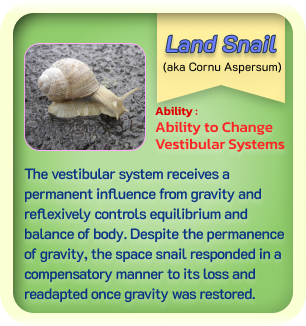 Land Snail
(aka Cornu Aspersum)
Ability :
Ability to Change
Vestibular Systems
The vestibular system receives a
permanent influence from gravity and
reflexively controls equilibrium and
balance of body. Despite the permanence
of gravity, the space snail responded in a
compensatory manner to its loss and
readapted once gravity was restored.